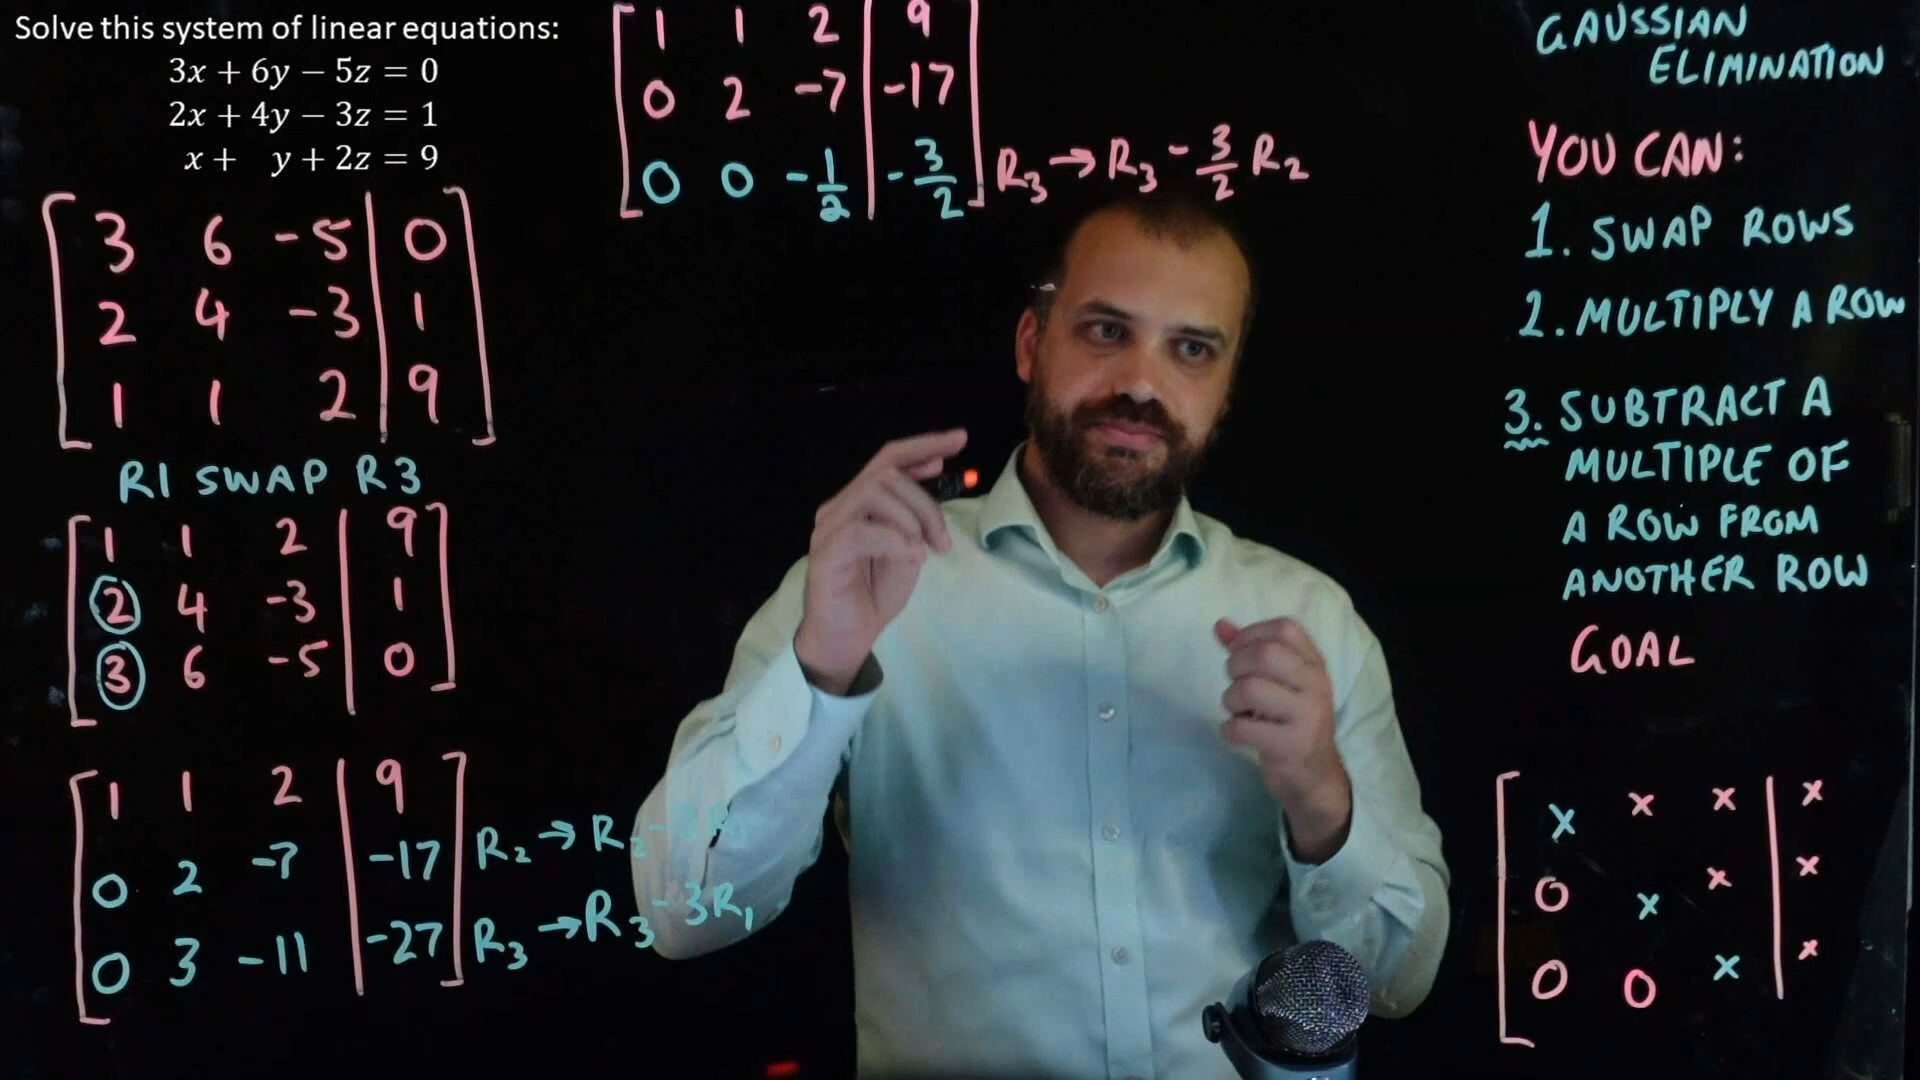 Solve this system of linear equations:
3x + 6y − 5z = 0
2x + 4y − 3z = 1
x + y + 2z = 9
3 6 -5 | 0
2 4 -3 | 1
1 1 2 | 9
R1 SWAP R3
1 1 2 | 9
2 4 -3 | 1
3 6 -5 | 0
1 1 2 | 9
0 2 -7 | -17 R₂ → R₂
0 3 -11 | -27 R₃ → R₃ - 3R₁
1 1 2 | 9
0 2 -7 | -17
0 0 -1/2 | -3/2 R₃ → R₃ - 3/2 R₂
GAUSSIAN
ELIMINATION
YOU CAN:
1. SWAP ROWS
2. MULTIPLY A ROW
3. SUBTRACT A
MULTIPLE OF
A ROW FROM
ANOTHER ROW
GOAL
x x x | x
0 x x | x
0 0 x | x